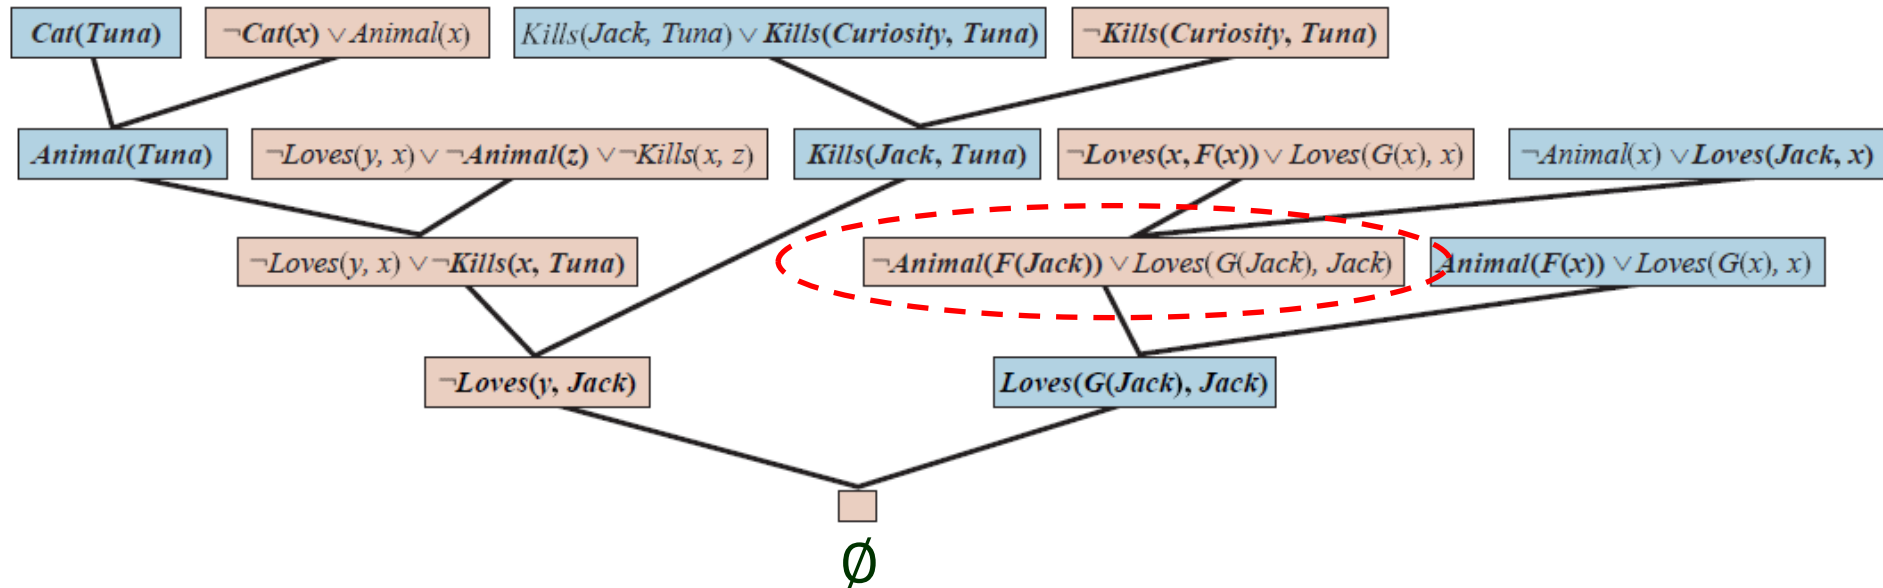 Cat(Tuna) ¬Cat(x) ∨ Animal(x) Kills(Jack, Tuna) ∨ Kills(Curiosity, Tuna) ¬Kills(Curiosity, Tuna)
Animal(Tuna) ¬Loves(y, x) ∨ ¬Animal(z) ∨ ¬Kills(x, z) Kills(Jack, Tuna) ¬Loves(x, F(x)) ∨ Loves(G(x), x) ¬Animal(x) ∨ Loves(Jack, x)
¬Loves(y, x) ∨ ¬Kills(x, Tuna) ¬Animal(F(Jack)) ∨ Loves(G(Jack), Jack) Animal(F(x)) ∨ Loves(G(x), x)
¬Loves(y, Jack) Loves(G(Jack), Jack)
∅